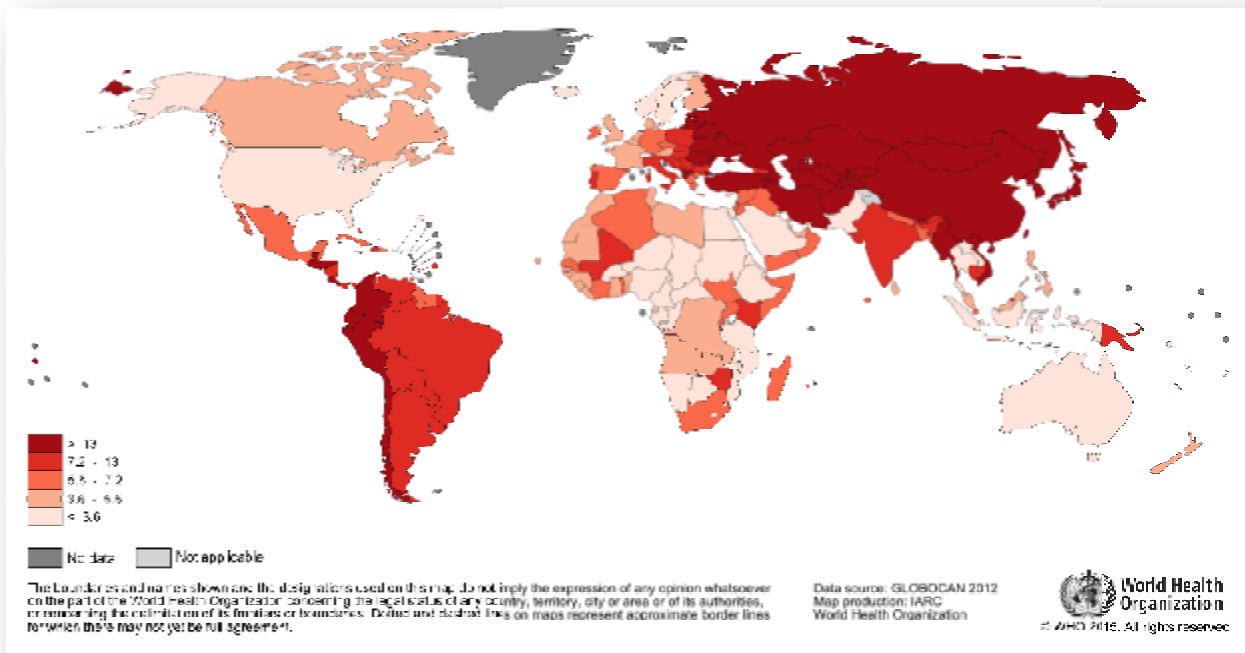 > 13
7.2 - 13
- 7.2
3.6 -
< 3.6
No data
Not applicable
The boundaries and names shown and the designations used on this map do not imply the expression of any opinion whatsoever
on the part of the World Health Organization concerning the legal status of any country, territory, city or area or of its authorities,
or concerning the delimitation of its frontiers or boundaries. Dotted and dashed lines on maps represent approximate border lines
for which there may not yet be full agreement.
Data source: GLOBOCAN 2012
Map production: IARC
World Health Organization
World Health
Organization
© WHO 2015. All rights reserved